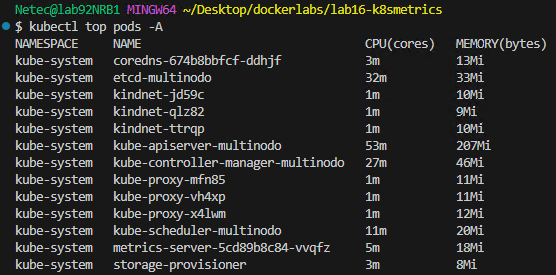 Netec@lab92NRB1 MINGW64 ~/Desktop/dockerlabs/lab16-k8smetrics
$ kubectl top pods -A
NAMESPACE     NAME                                CPU(cores)   MEMORY(bytes)
kube-system   coredns-674b8bbfcf-ddhjf            3m           13Mi
kube-system   etcd-multinodo                      32m          33Mi
kube-system   kindnet-jd59c                       1m           10Mi
kube-system   kindnet-qlz82                       1m           9Mi
kube-system   kindnet-ttrqp                       1m           10Mi
kube-system   kube-apiserver-multinodo            53m          207Mi
kube-system   kube-controller-manager-multinodo   27m          46Mi
kube-system   kube-proxy-mfn85                    1m           11Mi
kube-system   kube-proxy-vh4xp                    1m           11Mi
kube-system   kube-proxy-x4lwm                    1m           12Mi
kube-system   kube-scheduler-multinodo            11m          20Mi
kube-system   metrics-server-5cd89b8c84-vvqfz     5m           18Mi
kube-system   storage-provisioner                 3m           8Mi